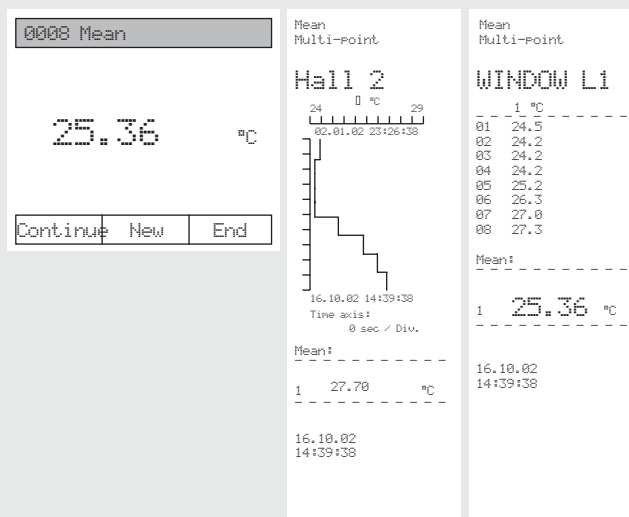 0008 Mean
25.36 °C
Continue New End
Mean
Multi-point
Hall 2
▯ °C
24 29
02.01.02 23:26:38
16.10.02 14:39:38
Time axis:
0 sec / Div.
Mean:
1 27.70 °C
16.10.02
14:39:38
Mean
Multi-point
WINDOW L1
1 °C
01 24.5
02 24.2
03 24.2
04 24.2
05 25.2
06 26.3
07 27.0
08 27.3
Mean:
1 25.36 °C
16.10.02
14:39:38